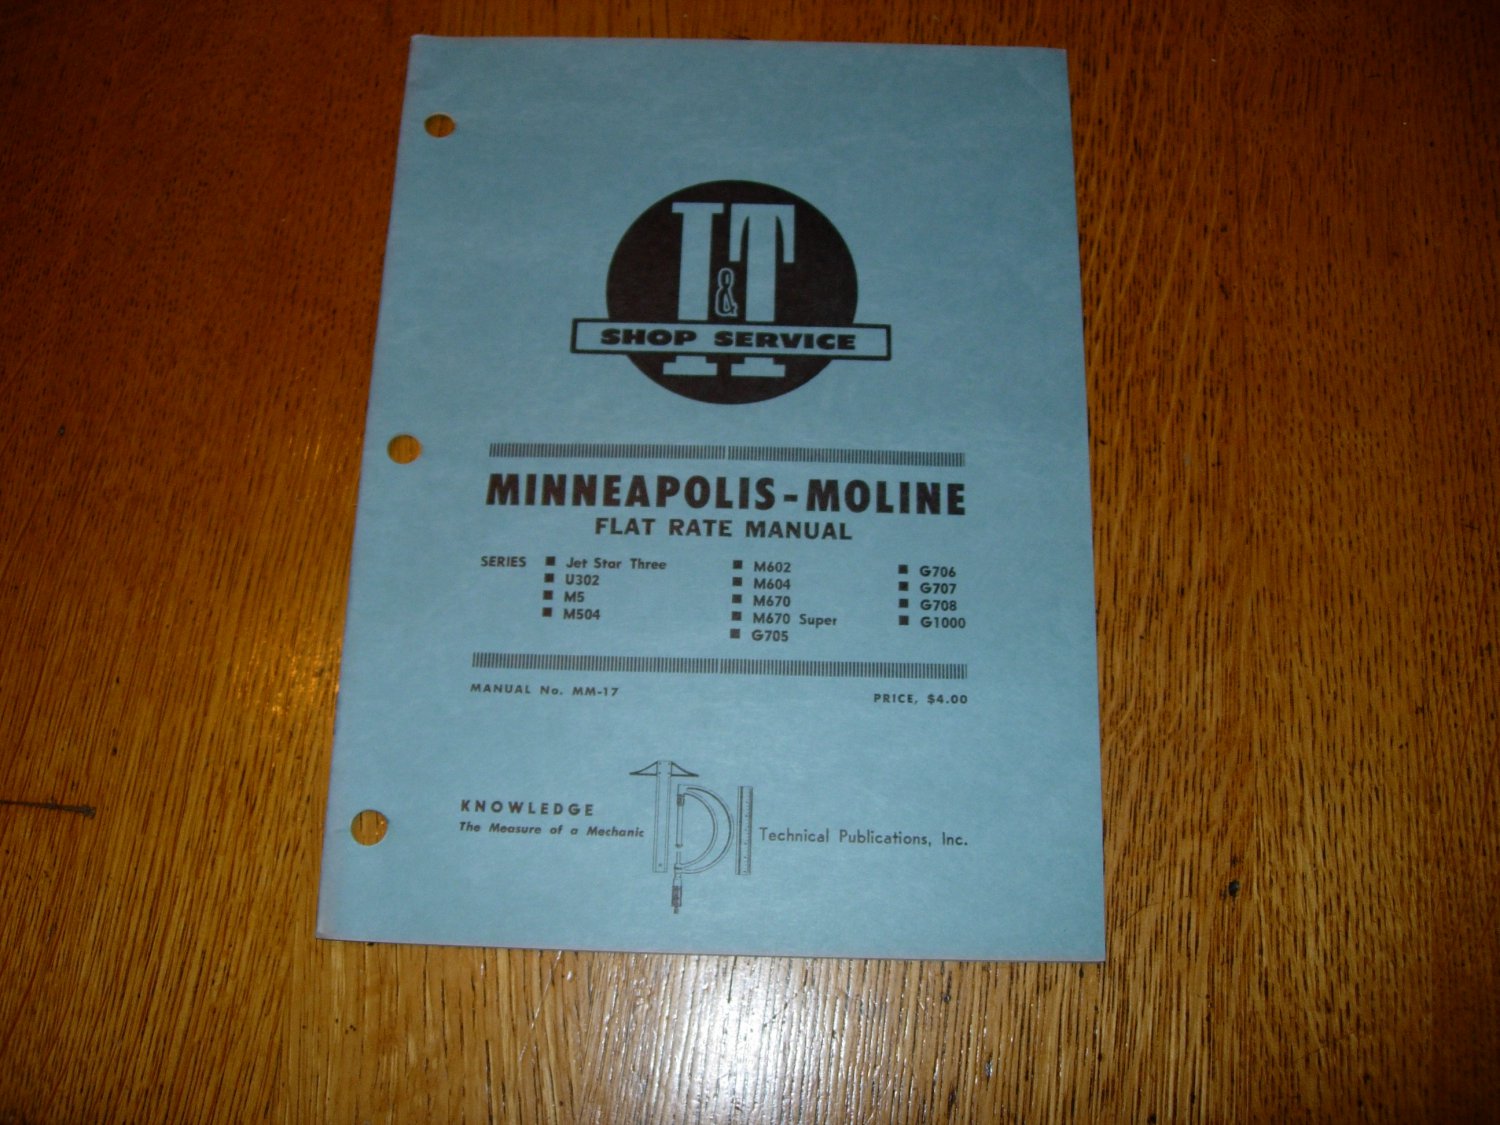 I&T
SHOP SERVICE
MINNEAPOLIS-MOLINE
FLAT RATE MANUAL
SERIES ■ Jet Star Three
■ U302
■ M5
■ M504
■ M602
■ M604
■ M670
■ M670 Super
■ G705
■ G706
■ G707
■ G708
■ G1000
MANUAL No. MM-17
PRICE, $4.00
KNOWLEDGE
The Measure of a Mechanic
TPI
Technical Publications, Inc.